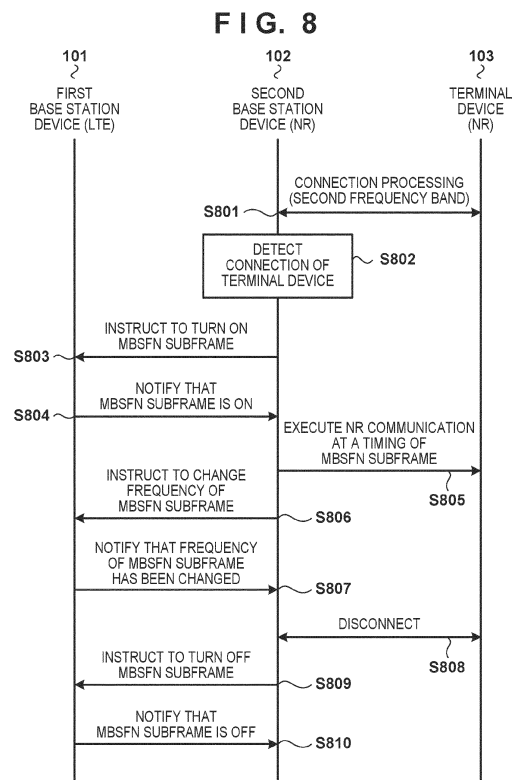 FIG. 8
101
102
103
FIRST
BASE STATION
DEVICE (LTE)
SECOND
BASE STATION
DEVICE (NR)
TERMINAL
DEVICE
(NR)
CONNECTION PROCESSING
(SECOND FREQUENCY BAND)
S801
DETECT
CONNECTION OF
TERMINAL DEVICE
S802
INSTRUCT TO TURN ON
MBSFN SUBFRAME
S803
NOTIFY THAT
MBSFN SUBFRAME IS ON
S804
EXECUTE NR COMMUNICATION
AT A TIMING OF
MBSFN SUBFRAME
S805
INSTRUCT TO CHANGE
FREQUENCY OF
MBSFN SUBFRAME
S806
NOTIFY THAT FREQUENCY
OF MBSFN SUBFRAME
HAS BEEN CHANGED
S807
DISCONNECT
S808
INSTRUCT TO TURN OFF
MBSFN SUBFRAME
S809
NOTIFY THAT
MBSFN SUBFRAME IS OFF
S810